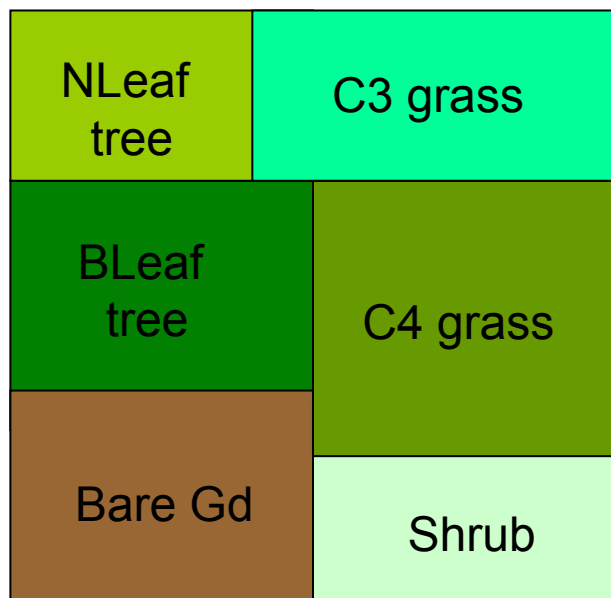 NLeaf
tree
C3 grass
BLeaf
tree
C4 grass
Bare Gd
Shrub